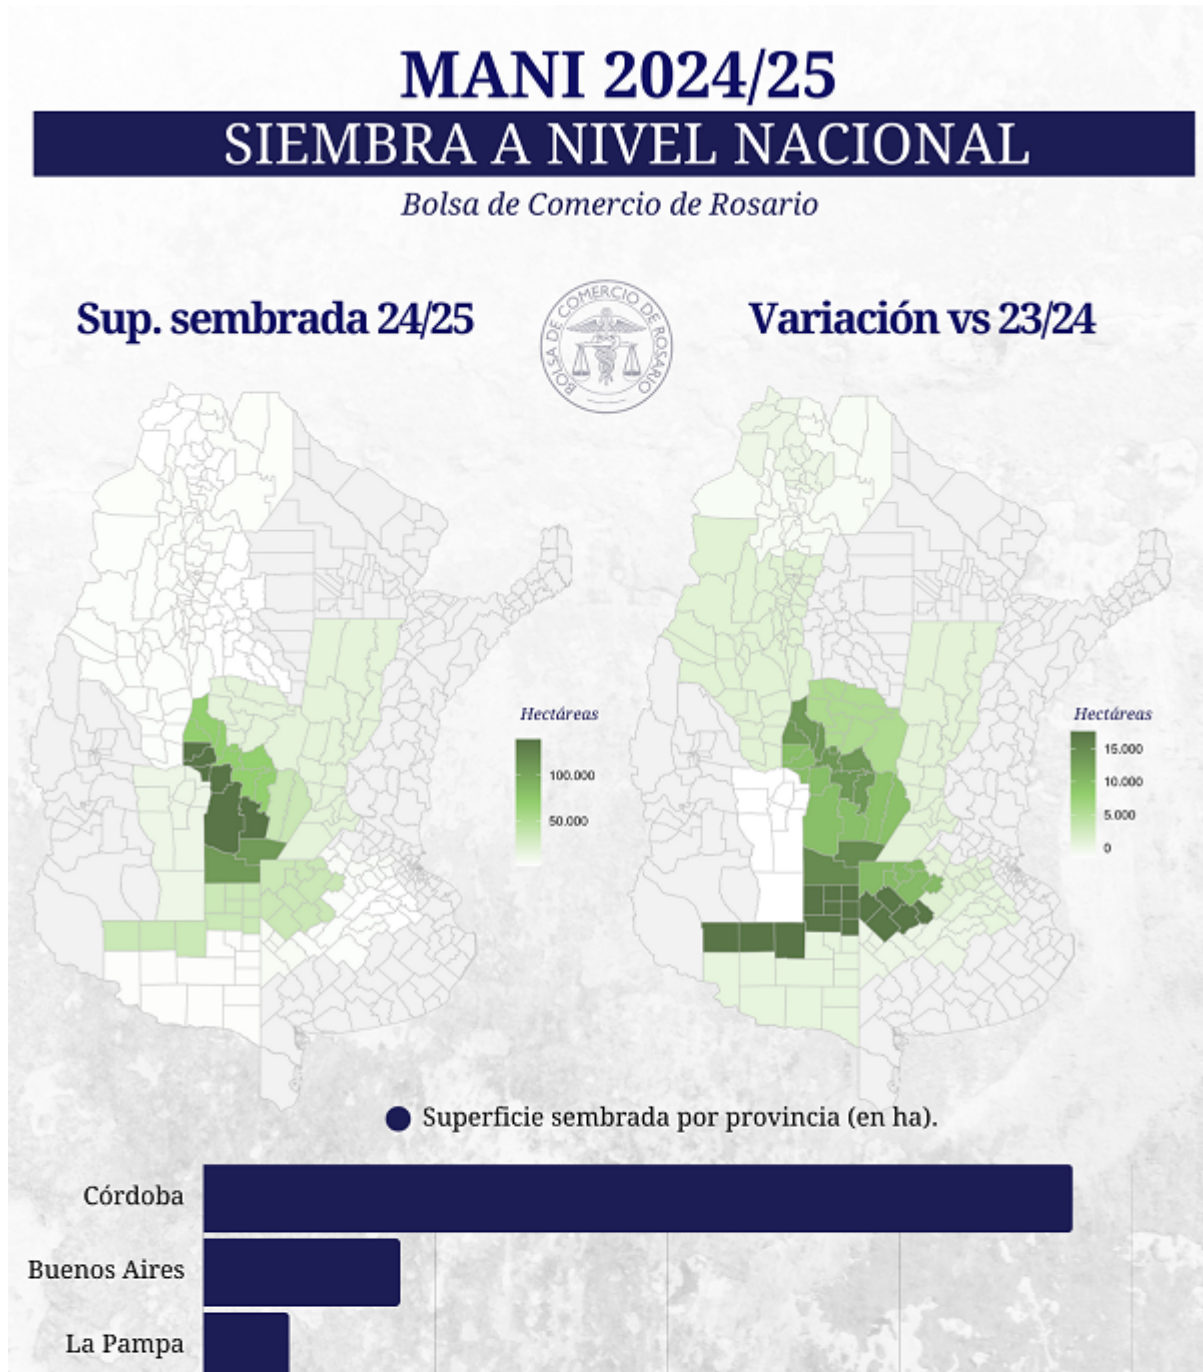 MANI 2024/25
SIEMBRA A NIVEL NACIONAL
Bolsa de Comercio de Rosario
Sup. sembrada 24/25
BOLSA DE COMERCIO DE ROSARIO
Variación vs 23/24
Hectáreas
100.000
50.000
Hectáreas
15.000
10.000
5.000
0
Superficie sembrada por provincia (en ha).
Córdoba
Buenos Aires
La Pampa